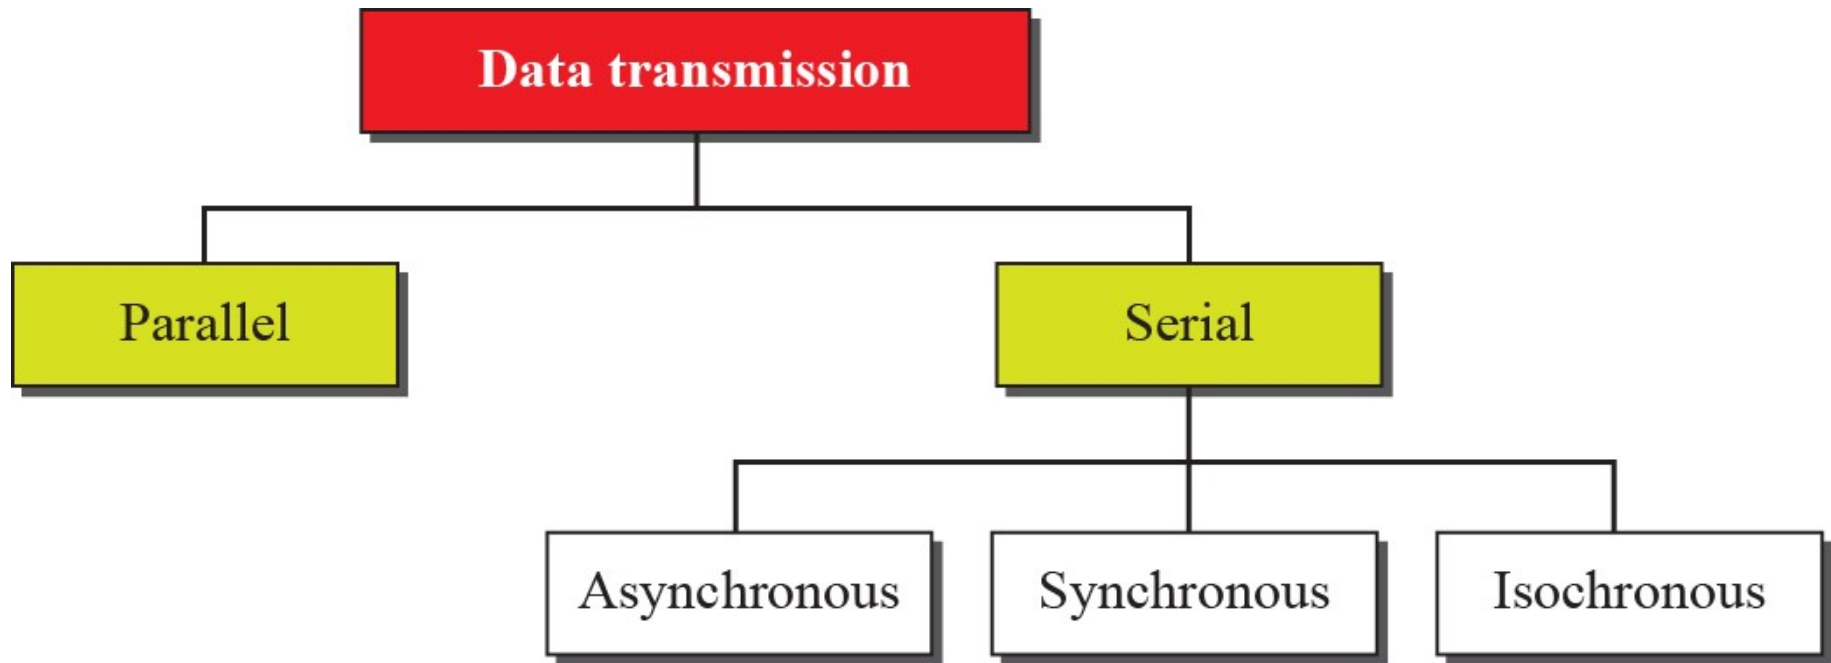 Data transmission
Parallel
Serial
Asynchronous
Synchronous
Isochronous